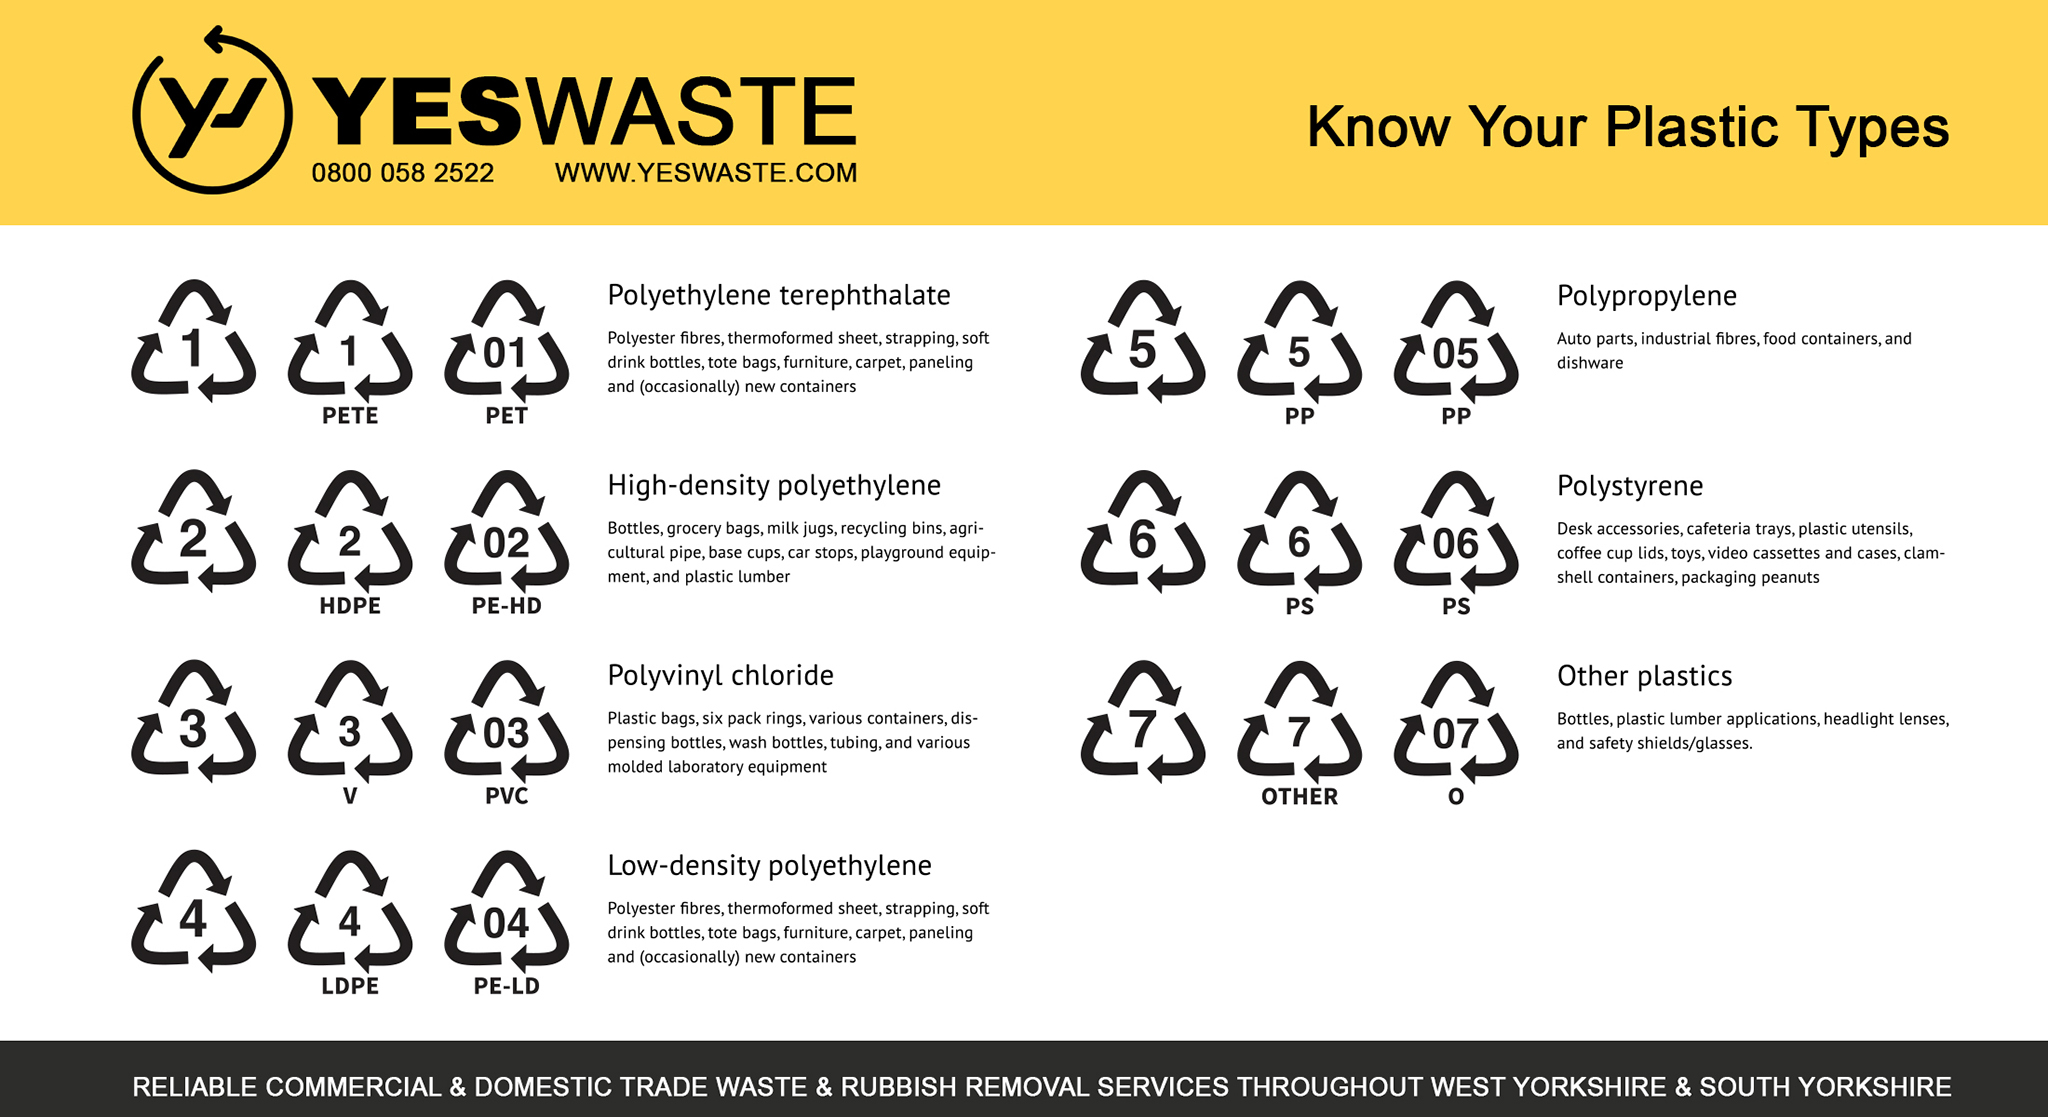 YESWASTE
0800 058 2522 WWW.YESWASTE.COM
Know Your Plastic Types
1 1 01
PETE PET
Polyethylene terephthalate
Polyester fibres, thermoformed sheet, strapping, soft
drink bottles, tote bags, furniture, carpet, paneling
and (occasionally) new containers
2 2 02
HDPE PE-HD
High-density polyethylene
Bottles, grocery bags, milk jugs, recycling bins, agri-
cultural pipe, base cups, car stops, playground equip-
ment, and plastic lumber
3 3 03
V PVC
Polyvinyl chloride
Plastic bags, six pack rings, various containers, dis-
pensing bottles, wash bottles, tubing, and various
molded laboratory equipment
4 4 04
LDPE PE-LD
Low-density polyethylene
Polyester fibres, thermoformed sheet, strapping, soft
drink bottles, tote bags, furniture, carpet, paneling
and (occasionally) new containers
5 5 05
PP PP
Polypropylene
Auto parts, industrial fibres, food containers, and
dishware
6 6 06
PS PS
Polystyrene
Desk accessories, cafeteria trays, plastic utensils,
coffee cup lids, toys, video cassettes and cases, clam-
shell containers, packaging peanuts
7 7 07
OTHER O
Other plastics
Bottles, plastic lumber applications, headlight lenses,
and safety shields/glasses.
RELIABLE COMMERCIAL & DOMESTIC TRADE WASTE & RUBBISH REMOVAL SERVICES THROUGHOUT WEST YORKSHIRE & SOUTH YORKSHIRE